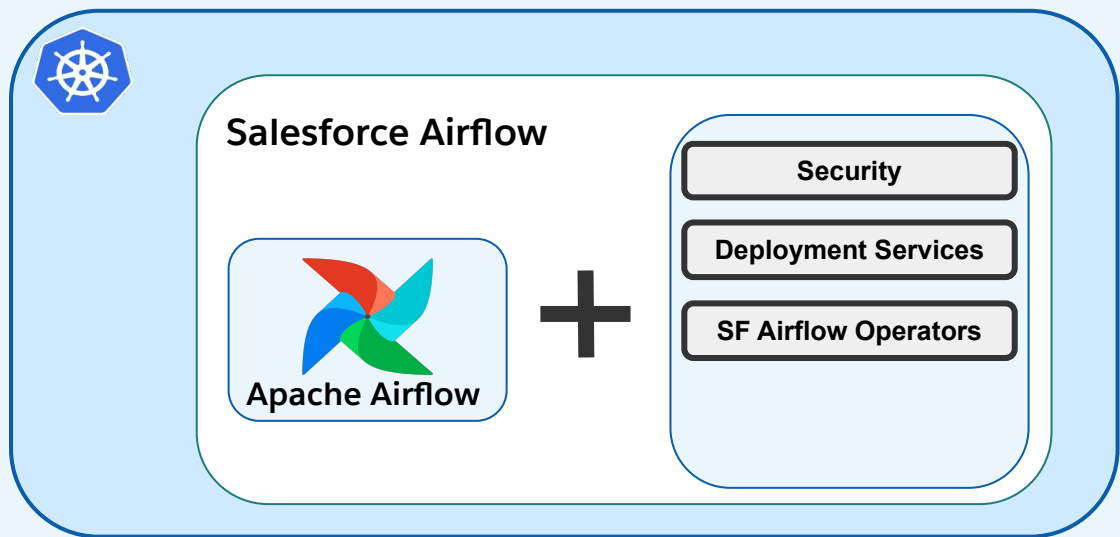 Salesforce Airflow
Apache Airflow
Security
Deployment Services
SF Airflow Operators